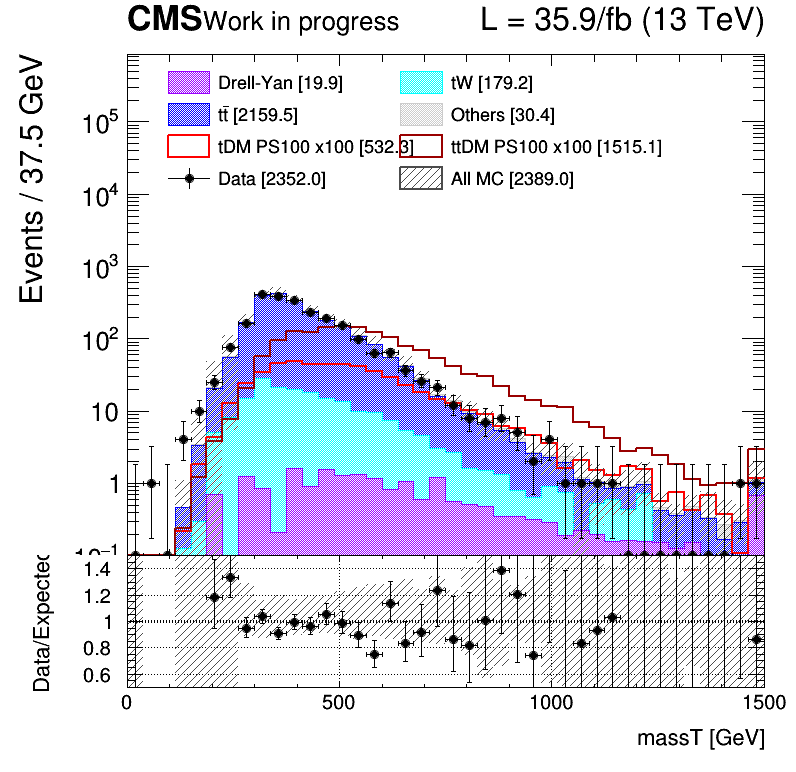 CMS Work in progress L = 35.9/fb (13 TeV)
Events / 37.5 GeV
Drell-Yan [19.9]
tW [179.2]
tt̄ [2159.5]
Others [30.4]
tDM PS100 x100 [532.3]
ttDM PS100 x100 [1515.1]
Data [2352.0]
All MC [2389.0]
10⁵
10⁴
10³
10²
10
1
10⁻¹
Data/Expected
1.4
1.2
1
0.8
0.6
0 500 1000 1500
massT [GeV]